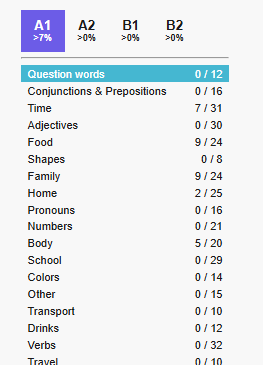 A1 A2 B1 B2
>7% >0% >0% >0%
Question words 0 / 12
Conjunctions & Prepositions 0 / 16
Time 7 / 31
Adjectives 0 / 30
Food 9 / 24
Shapes 0 / 8
Family 9 / 24
Home 2 / 25
Pronouns 0 / 16
Numbers 0 / 21
Body 5 / 20
School 0 / 29
Colors 0 / 14
Other 0 / 15
Transport 0 / 10
Drinks 0 / 12
Verbs 0 / 32
Travel 0 / 10